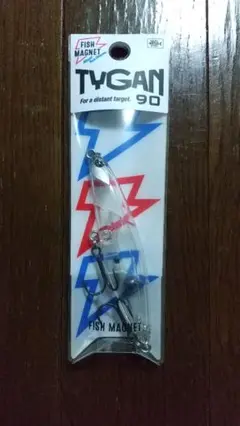 FISH
MAGNET
TYGAN
For a distant target. 90
FISH MAGNET